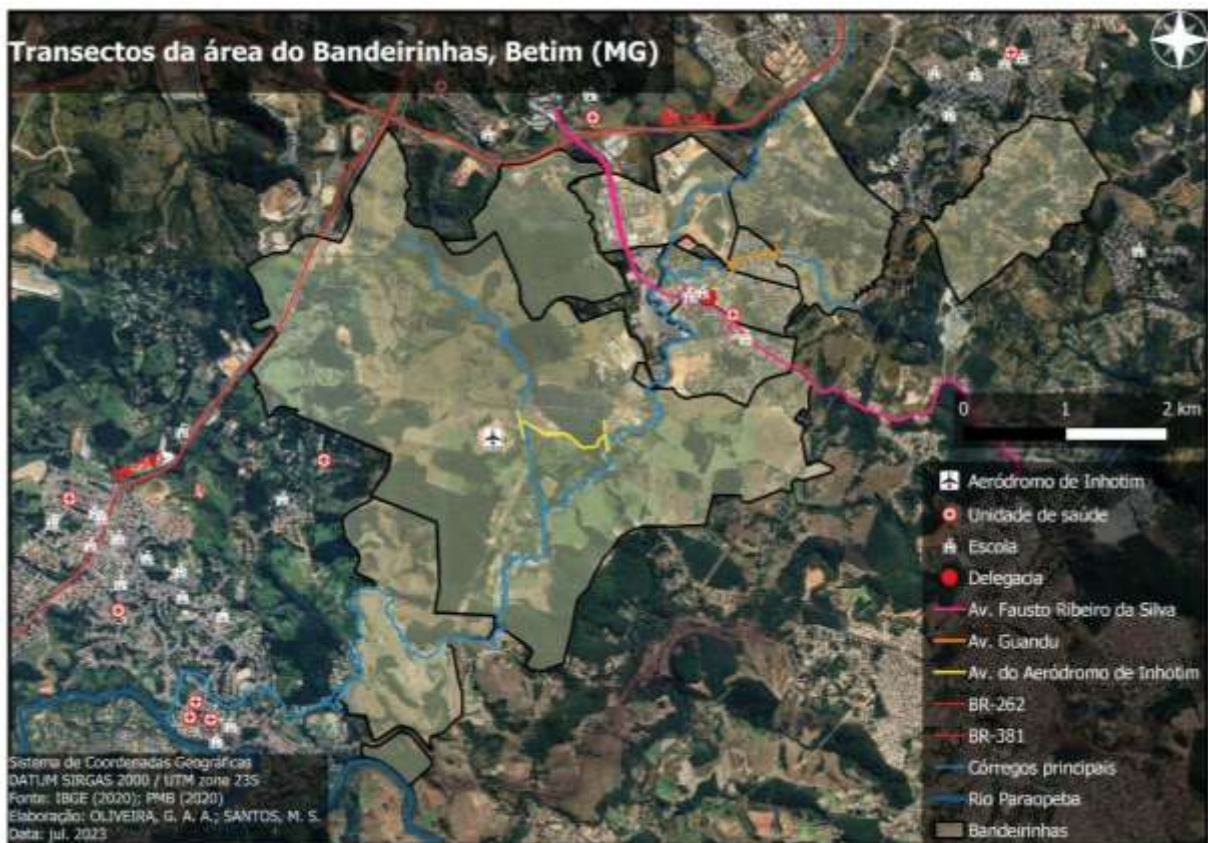 Transectos da área do Bandeirinhas, Betim (MG)
0 1 2 km
Aeródromo de Inhotim
Unidade de saúde
Escola
Delegacia
Av. Fausto Ribeiro da Silva
Av. Guandu
Av. do Aeródromo de Inhotim
BR-262
BR-381
Córregos principais
Rio Paraopeba
Bandeirinhas
Sistema de Coordenadas Geográficas
DATUM SIRGAS 2000 / UTM zone 23S
Fonte: IBGE (2020); PMB (2020)
Elaboração: OLIVEIRA, G. A. A.; SANTOS, M. S.
Data: jul. 2023